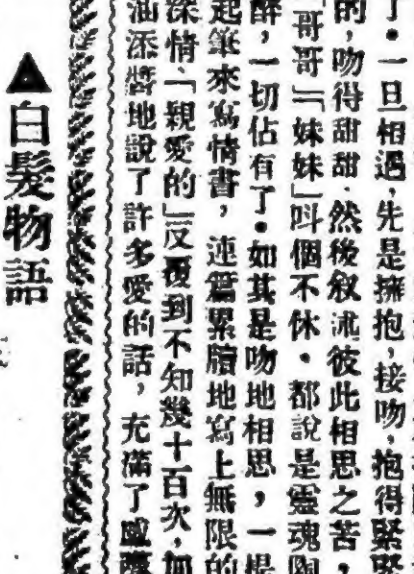 了。一旦相遇，先是擁抱，接吻，抱得緊緊
的，吻得甜甜．然後敘述彼此相思之苦，
「哥哥」「妹妹」叫個不休。都說是靈魂陶
醉，一切佔有了。如其是吻地相思，一提
起筆來寫情書，連篇累牘地寫上無限的
深情「親愛的」反覆到不知幾十百次，加
油添醬地說了許多愛的話，充滿了
▲白髮物語